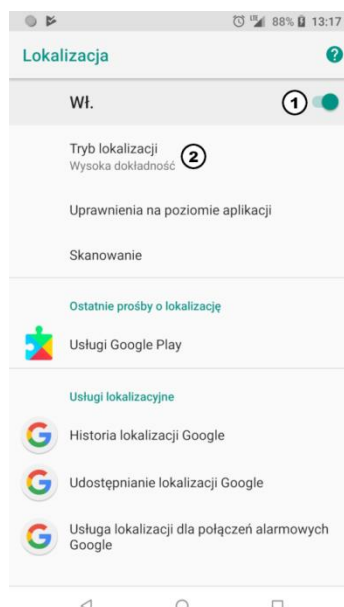 88% 13:17
Lokalizacja ?
Wł. 1
Tryb lokalizacji
Wysoka dokładność
2
Uprawnienia na poziomie aplikacji
Skanowanie
Ostatnie prośby o lokalizację
Usługi Google Play
Usługi lokalizacyjne
Historia lokalizacji Google
Udostępnianie lokalizacji Google
Usługa lokalizacji dla połączeń alarmowych
Google